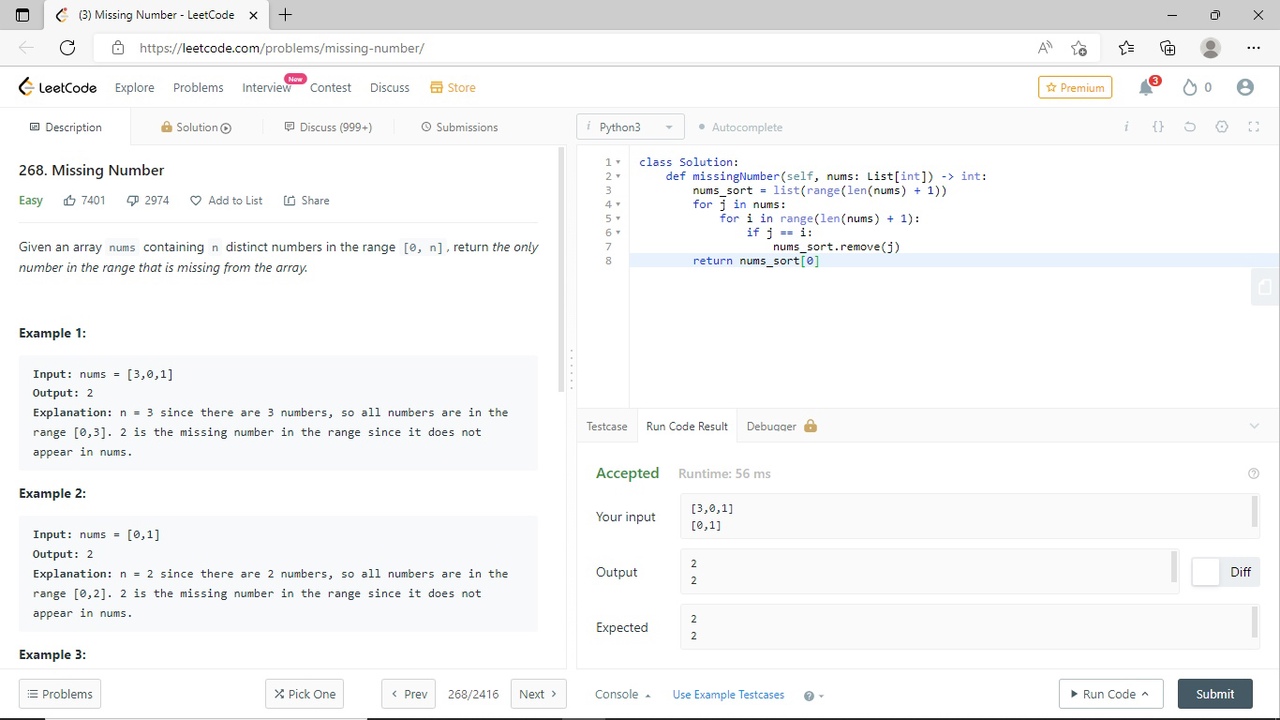 (3) Missing Number - LeetCode
https://leetcode.com/problems/missing-number/
LeetCode Explore Problems Interview New Contest Discuss Store Premium 3 0
Description Solution Discuss (999+) Submissions
268. Missing Number
Easy 7401 2974 Add to List Share
Given an array nums containing n distinct numbers in the range [0, n], return the only
number in the range that is missing from the array.
Example 1:
Input: nums = [3,0,1]
Output: 2
Explanation: n = 3 since there are 3 numbers, so all numbers are in the
range [0,3]. 2 is the missing number in the range since it does not
appear in nums.
Example 2:
Input: nums = [0,1]
Output: 2
Explanation: n = 2 since there are 2 numbers, so all numbers are in the
range [0,2]. 2 is the missing number in the range since it does not
appear in nums.
Example 3:
Problems Pick One Prev 268/2416 Next
i Python3 Autocomplete i {}
1 class Solution:
2 def missingNumber(self, nums: List[int]) -> int:
3 nums_sort = list(range(len(nums) + 1))
4 for j in nums:
5 for i in range(len(nums) + 1):
6 if j == i:
7 nums_sort.remove(j)
8 return nums_sort[0]
Testcase Run Code Result Debugger
Accepted Runtime: 56 ms
Your input
[3,0,1]
[0,1]
Output
2
2
Diff
Expected
2
2
Console Use Example Testcases Run Code Submit